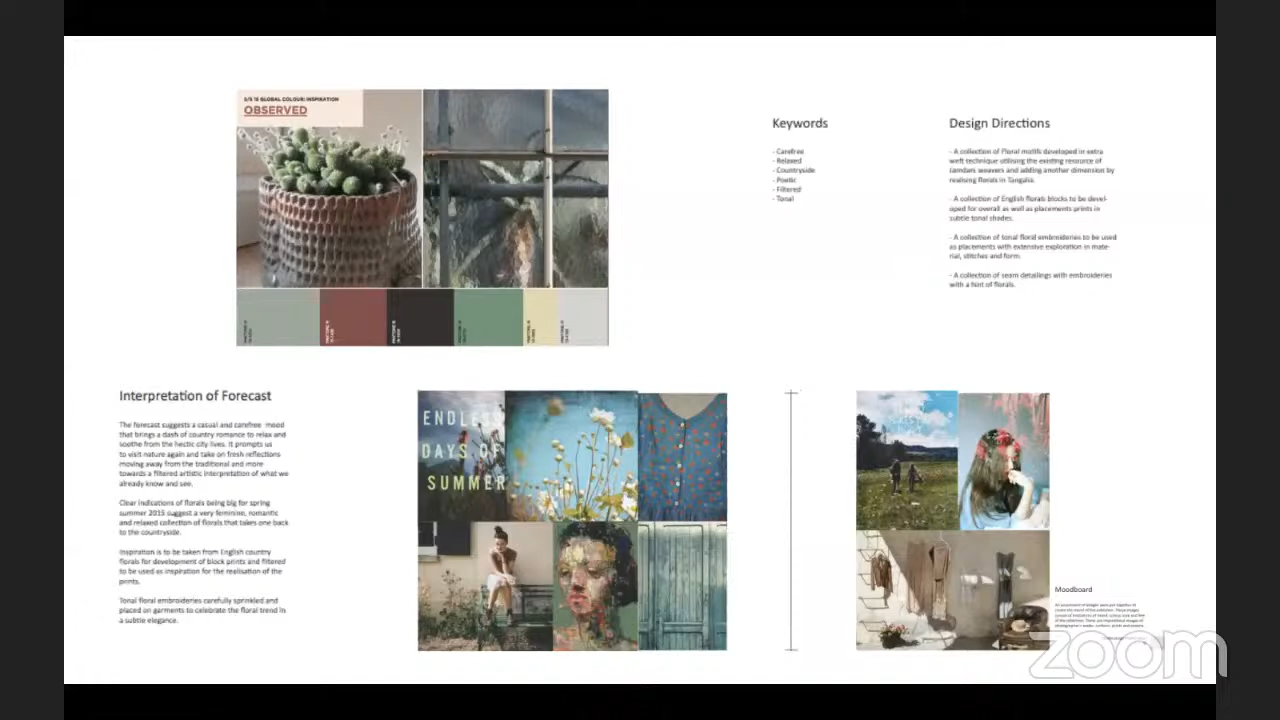 S/S 15 GLOBAL COLOUR: INSPIRATION
OBSERVED
Keywords
- Carefree
- Relaxed
- Countryside
- Poetic
- Filtered
- Tonal
Design Directions
- A collection of Floral motifs developed in extra
weft technique utilising the existing resource of
Jamdani weavers and adding another dimension by
realising florals in Tangalia.
- A collection of English florals blocks to be devel-
oped for overall as well as placements prints in
subtle tonal shades.
- A collection of tonal floral embroideries to be used
as placements with extensive exploration in mate-
rial, stitches and form.
- A collection of seam detailings with embroideries
with a hint of florals.
Interpretation of Forecast
The forecast suggests a casual and carefree mood
that brings a dash of country romance to relax and
soothe from the hectic city lives. It prompts us
to visit nature again and take on fresh reflections
moving away from the traditional and more
towards a filtered artistic interpretation of what we
already know and see.
Clear indications of florals being big for spring
summer 2015 suggest a very feminine, romantic
and relaxed collection of florals that takes one back
to the countryside.
Inspiration is to be taken from English country
florals for development of block prints and filtered
to be used as inspiration for the realisation of the
prints.
Tonal floral embroideries carefully sprinkled and
placed on garments to celebrate the floral trend in
a subtle elegance.
ENDLESS
DAYS OF
SUMMER
Moodboard
zoom